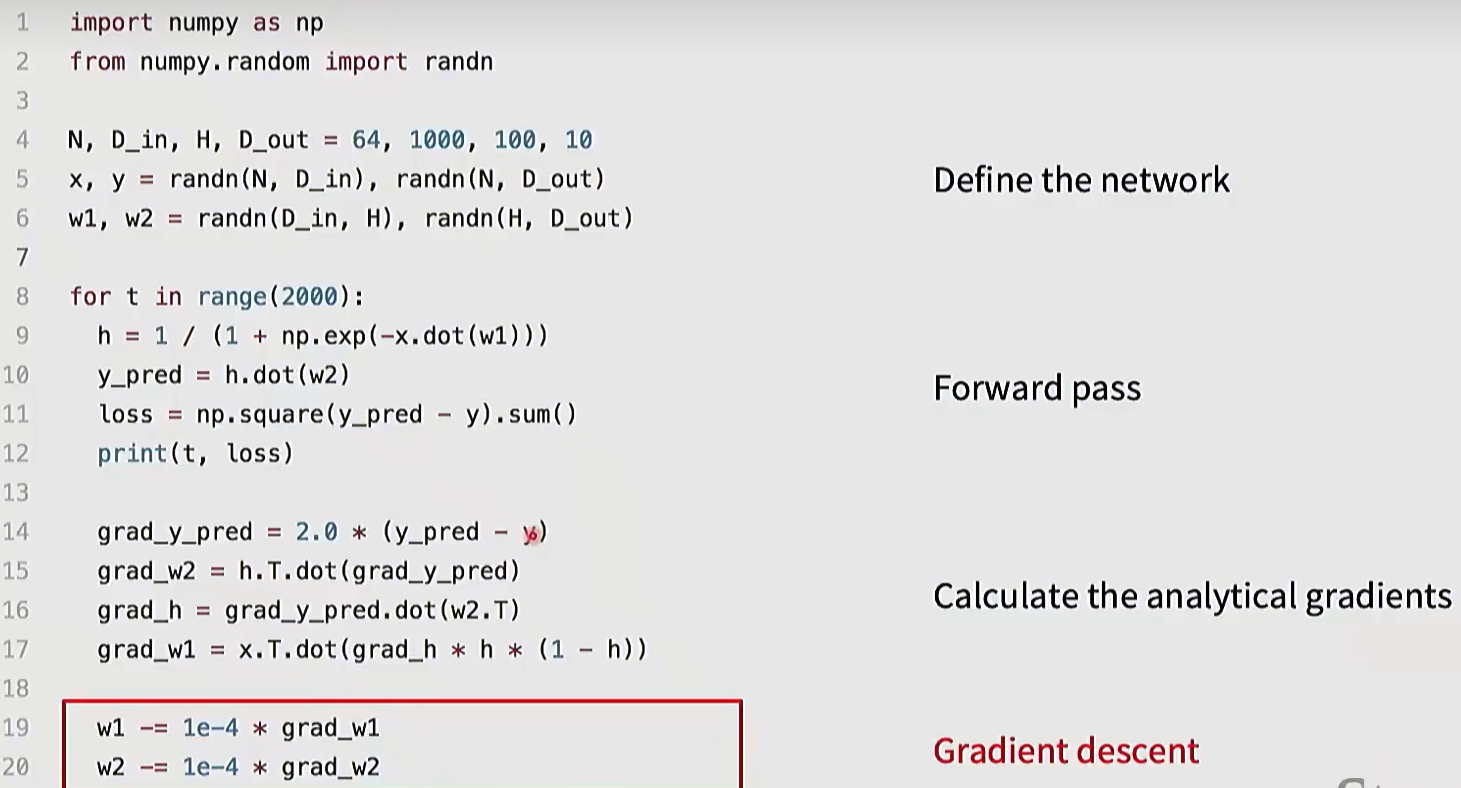 1 import numpy as np
2 from numpy.random import randn
3
4 N, D_in, H, D_out = 64, 1000, 100, 10
5 x, y = randn(N, D_in), randn(N, D_out)
Define the network
6 w1, w2 = randn(D_in, H), randn(H, D_out)
7
8 for t in range(2000):
9 h = 1 / (1 + np.exp(-x.dot(w1)))
10 y_pred = h.dot(w2)
Forward pass
11 loss = np.square(y_pred - y).sum()
12 print(t, loss)
13
14 grad_y_pred = 2.0 * (y_pred - y)
15 grad_w2 = h.T.dot(grad_y_pred)
Calculate the analytical gradients
16 grad_h = grad_y_pred.dot(w2.T)
17 grad_w1 = x.T.dot(grad_h * h * (1 - h))
18
19 w1 -= 1e-4 * grad_w1
Gradient descent
20 w2 -= 1e-4 * grad_w2